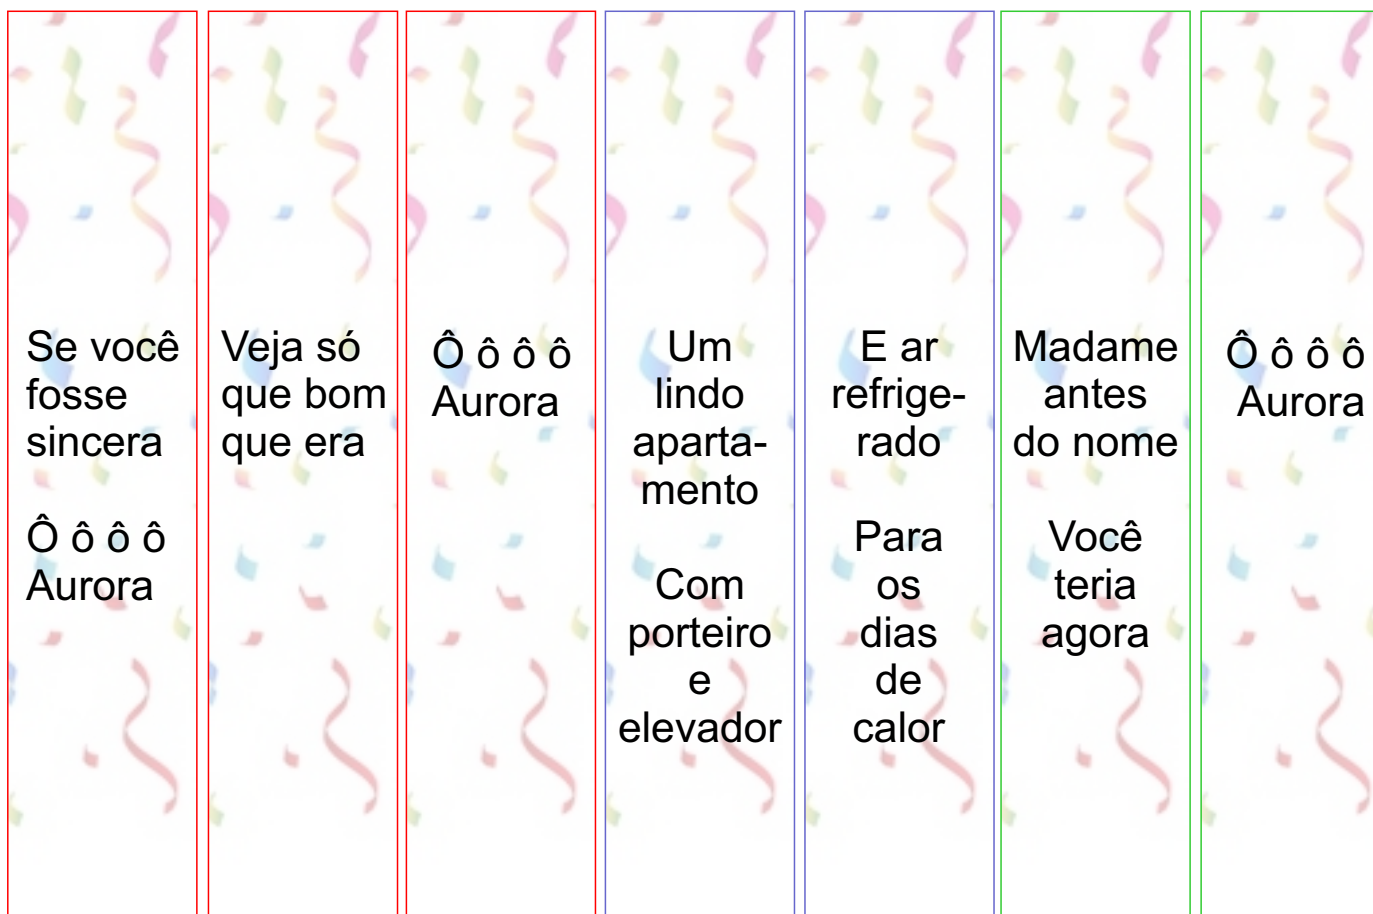 Se você
fosse
sincera
Ô ô ô ô
Aurora
Veja só
que bom
que era
Ô ô ô ô
Aurora
Um
lindo
aparta-
mento
Com
porteiro
e
elevador
E ar
refrige-
rado
Para
os
dias
de
calor
Madame
antes
do nome
Você
teria
agora
Ô ô ô ô
Aurora